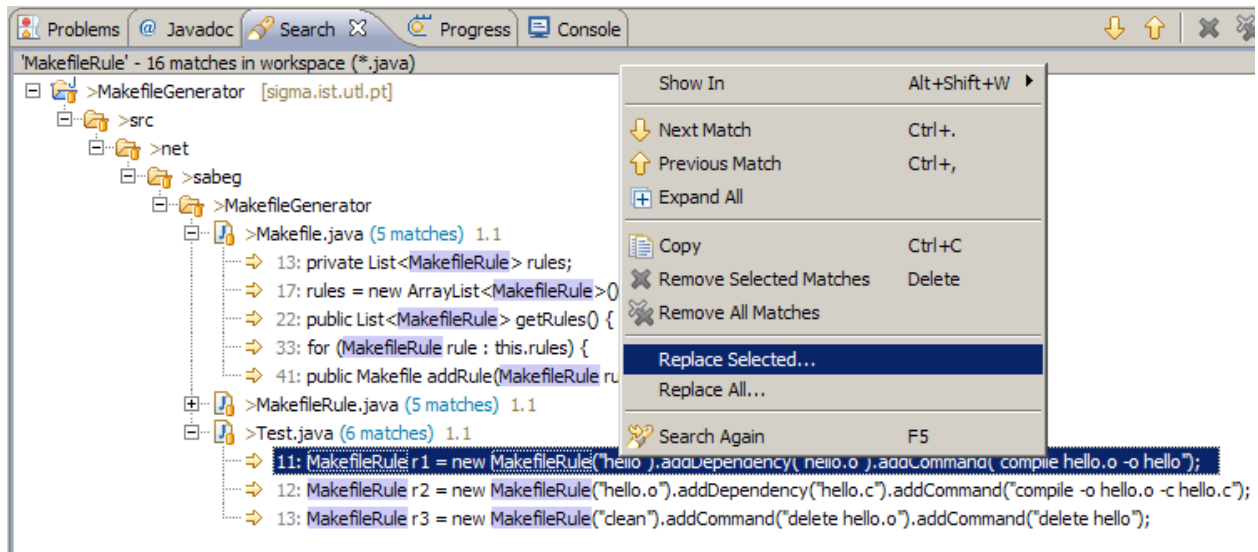 Problems @ Javadoc Search Progress Console
'MakefileRule' - 16 matches in workspace (*.java)
>MakefileGenerator [sigma.ist.utl.pt]
>src
>net
>sabeg
>MakefileGenerator
>Makefile.java (5 matches) 1.1
13: private List<MakefileRule> rules;
17: rules = new ArrayList<MakefileRule>()
22: public List<MakefileRule> getRules() {
33: for (MakefileRule rule : this.rules) {
41: public Makefile addRule(MakefileRule ru
>MakefileRule.java (5 matches) 1.1
>Test.java (6 matches) 1.1
11: MakefileRule r1 = new MakefileRule("hello").addDependency("hello.o").addCommand("compile hello.o -o hello");
12: MakefileRule r2 = new MakefileRule("hello.o").addDependency("hello.c").addCommand("compile -o hello.o -c hello.c");
13: MakefileRule r3 = new MakefileRule("clean").addCommand("delete hello.o").addCommand("delete hello");
Show In Alt+Shift+W
Next Match Ctrl+.
Previous Match Ctrl+,
Expand All
Copy Ctrl+C
Remove Selected Matches Delete
Remove All Matches
Replace Selected...
Replace All...
Search Again F5